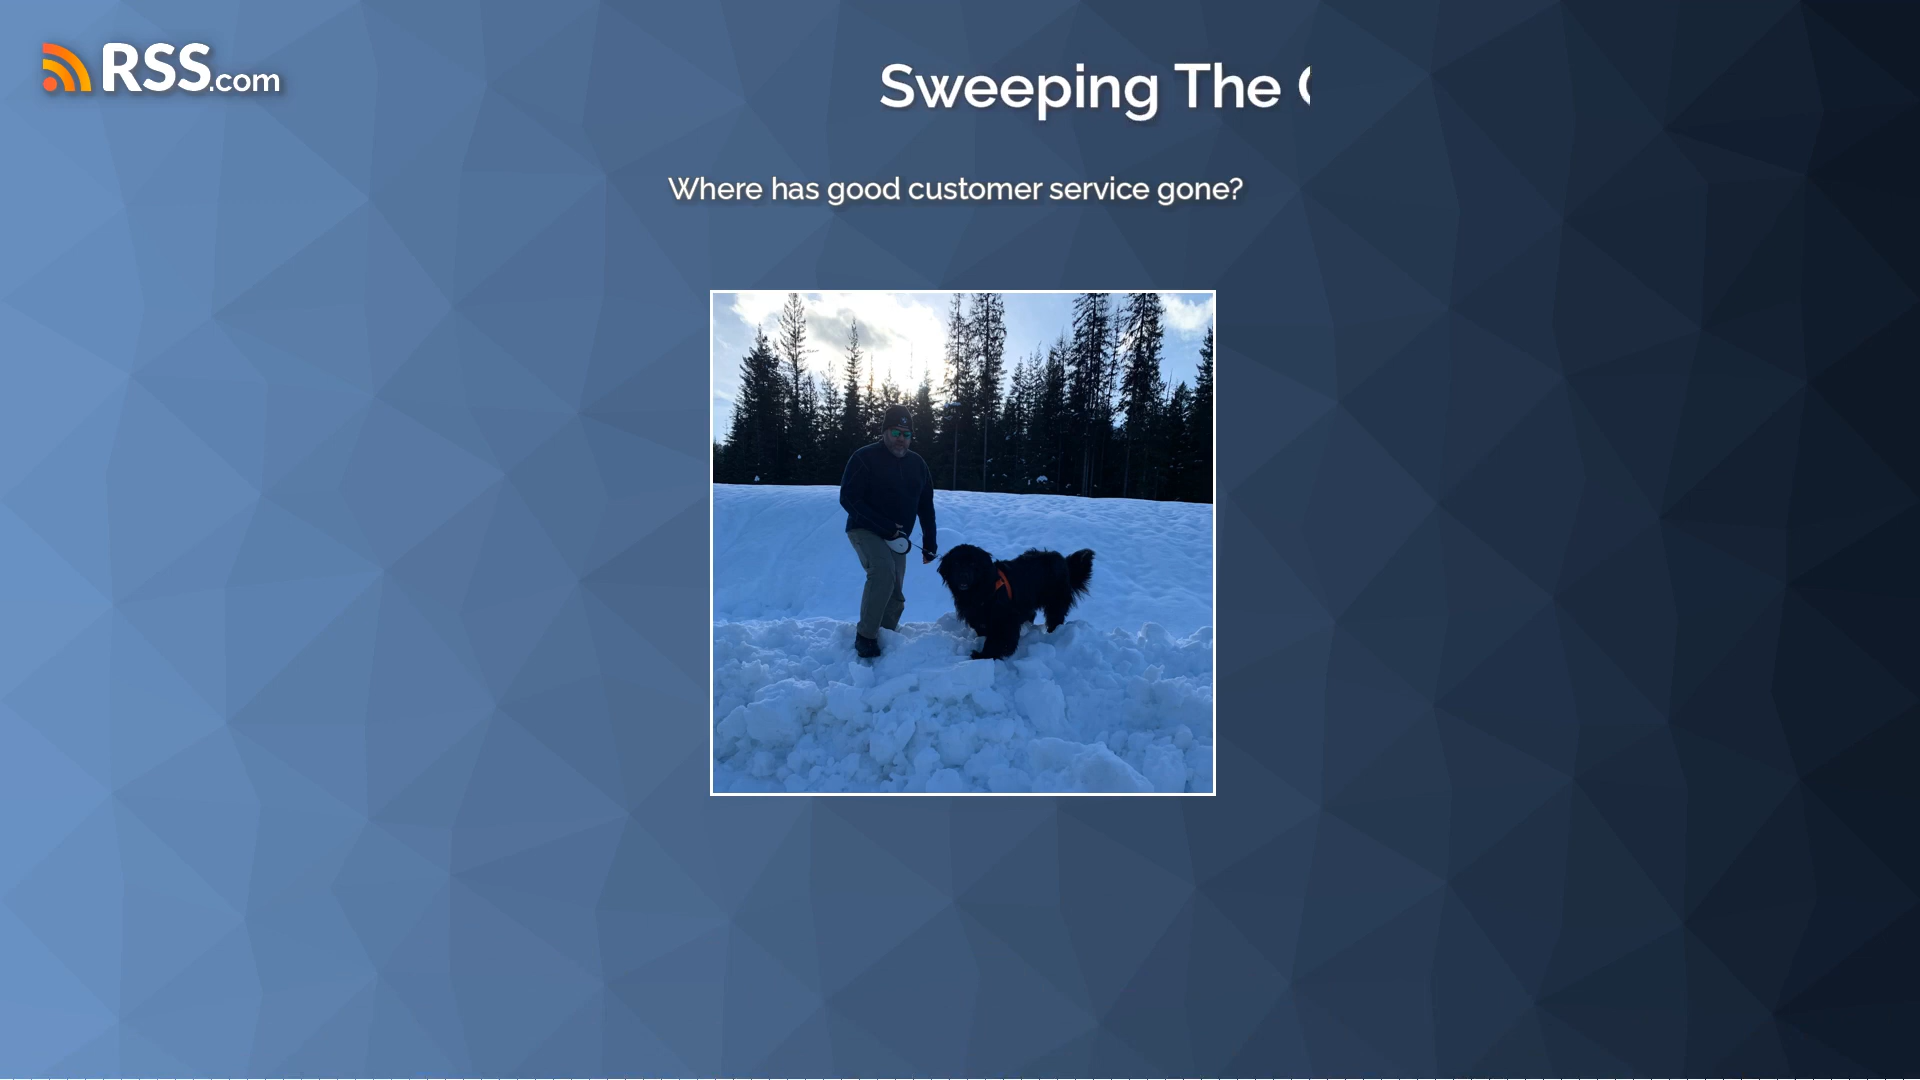 RSS.com
Sweeping The
Where has good customer service gone?